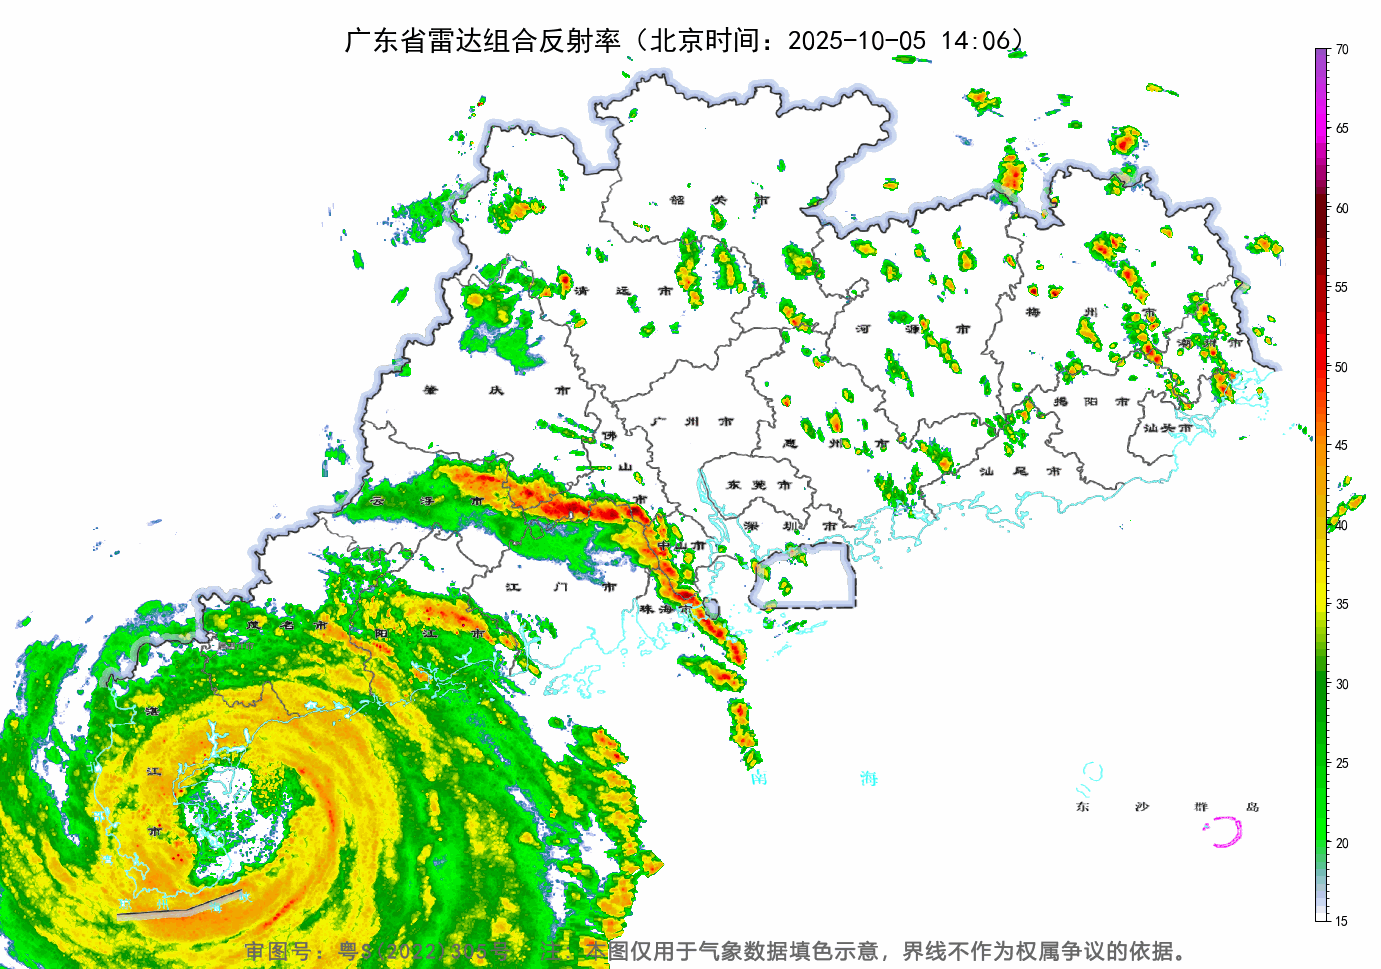 广东省雷达组合反射率（北京时间：2025-10-05 14:06）
70
65
60
55
50
45
40
35
30
25
20
15
韶 关 市
清 远 市
梅 州 市
河 源 市
潮 州 市
肇 庆 市
揭 阳 市
广 州 市
汕头市
佛 山 市
惠 州 市
汕 尾 市
东 莞 市
云 浮 市
深 圳 市
中山市
江 门 市
珠海市
茂 名 市
阳 江 市
湛 江 市
南 海
东 沙 群 岛
审图号：粤S(2022)305号 注：本图仅用于气象数据填色示意，界线不作为权属争议的依据。